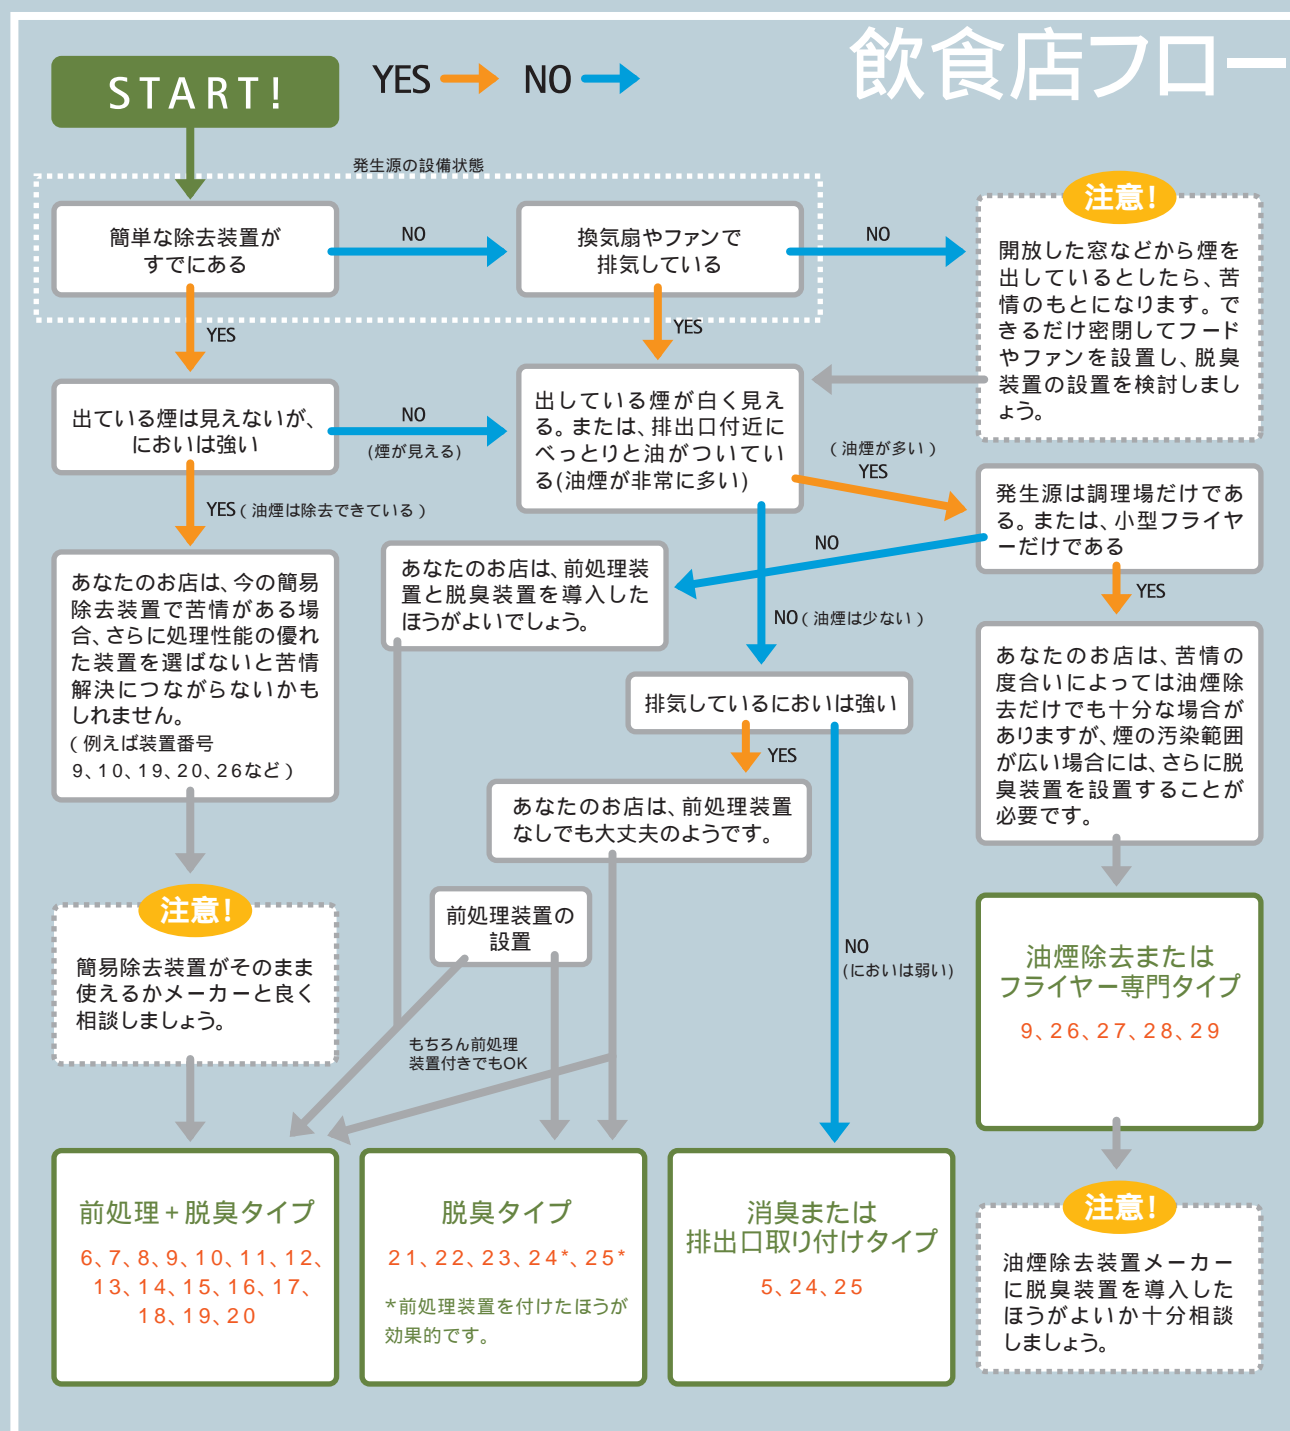 飲食店フロー
START!
YES
NO
発生源の設備状態
簡単な除去装置が
すでにある
NO
換気扇やファンで
排気している
NO
注意!
開放した窓などから煙を
出しているとしたら、苦
情のもとになります。で
きるだけ密閉してフード
やファンを設置し、脱臭
装置の設置を検討しまし
ょう。
YES
YES
出ている煙は見えないが、
においは強い
NO
(煙が見える)
出している煙が白く見え
る。または、排出口付近に
べっとりと油がついてい
る(油煙が非常に多い)
(油煙が多い)
YES
発生源は調理場だけであ
る。または、小型フライヤ
ーだけである
YES(油煙は除去できている)
NO
あなたのお店は、前処理装
置と脱臭装置を導入した
ほうがよいでしょう。
NO(油煙は少ない)
YES
あなたのお店は、今の簡易
除去装置で苦情がある場
合、さらに処理性能の優れ
た装置を選ばないと苦情
解決につながらないかも
しれません。
(例えば装置番号
9、10、19、20、26など)
あなたのお店は、苦情の
度合いによっては油煙除
去だけでも十分な場合が
ありますが、煙の汚染範囲
が広い場合には、さらに脱
臭装置を設置することが
必要です。
排気しているにおいは強い
YES
あなたのお店は、前処理装置
なしでも大丈夫のようです。
注意!
簡易除去装置がそのまま
使えるかメーカーと良く
相談しましょう。
前処理装置の
設置
NO
(においは弱い)
もちろん前処理
装置付きでもOK
油煙除去または
フライヤー専門タイプ
9、26、27、28、29
前処理+脱臭タイプ
6、7、8、9、10、11、12、
13、14、15、16、17、
18、19、20
脱臭タイプ
21、22、23、24*、25*
*前処理装置を付けたほうが
効果的です。
消臭または
排出口取り付けタイプ
5、24、25
注意!
油煙除去装置メーカー
に脱臭装置を導入した
ほうがよいか十分相談
しましょう。